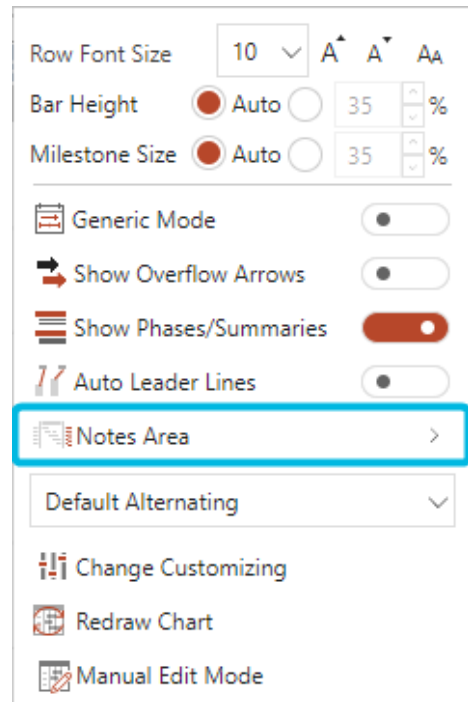 Row Font Size 10 A A AA
Bar Height Auto 35 %
Milestone Size Auto 35 %
Generic Mode
Show Overflow Arrows
Show Phases/Summaries
Auto Leader Lines
Notes Area
Default Alternating
Change Customizing
Redraw Chart
Manual Edit Mode